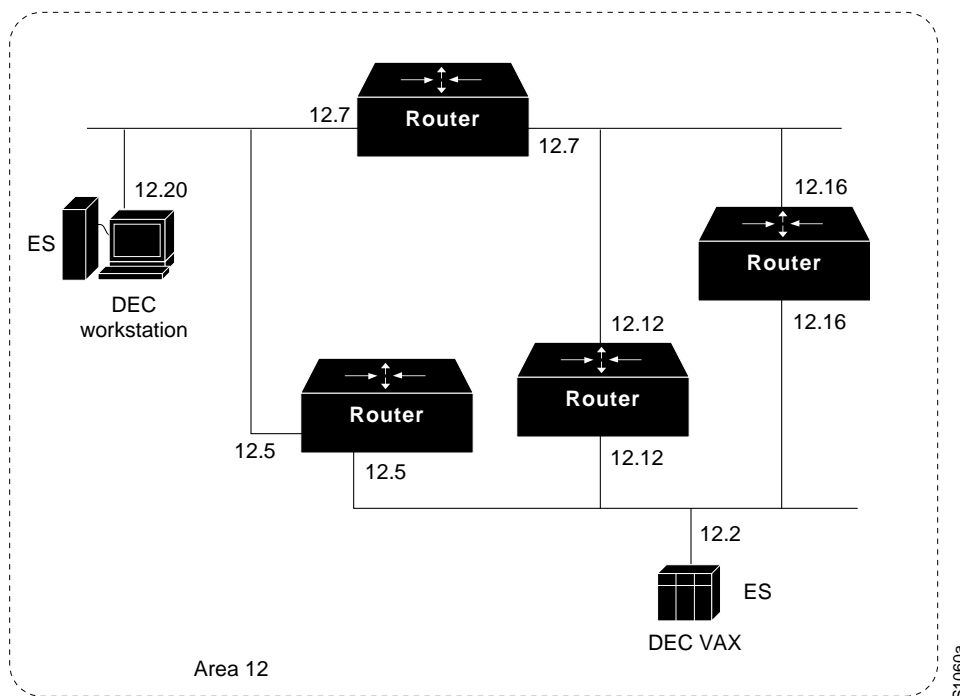 12.7
Router
12.7
12.20
12.16
ES
Router
DEC
workstation
12.12
12.16
Router
Router
12.5
12.5
12.12
12.2
ES
DEC VAX
Area 12
S1060a